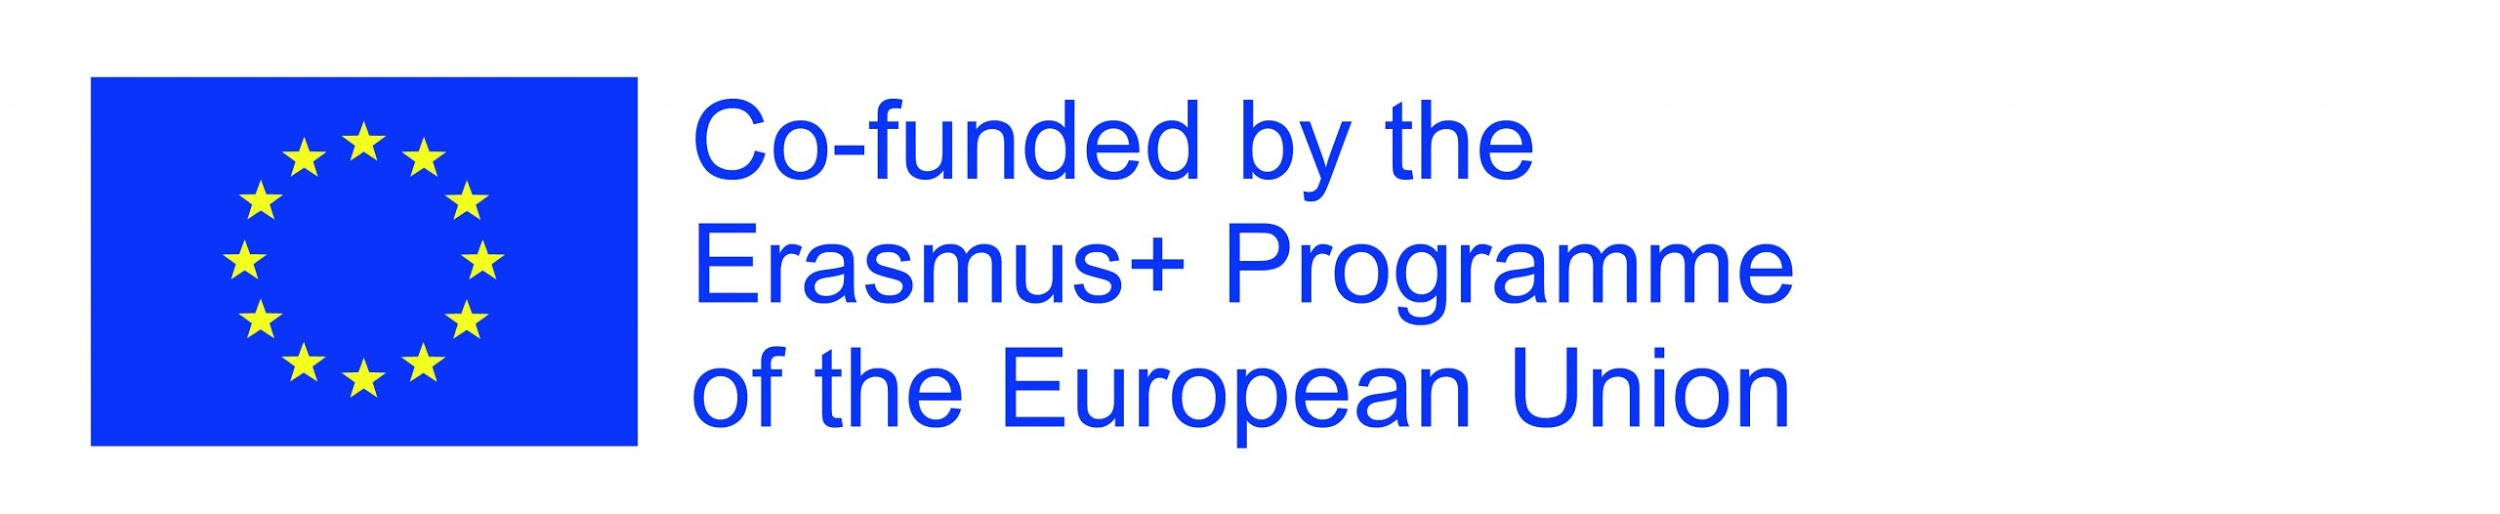 Co-funded by the
Erasmus+ Programme
of the European Union